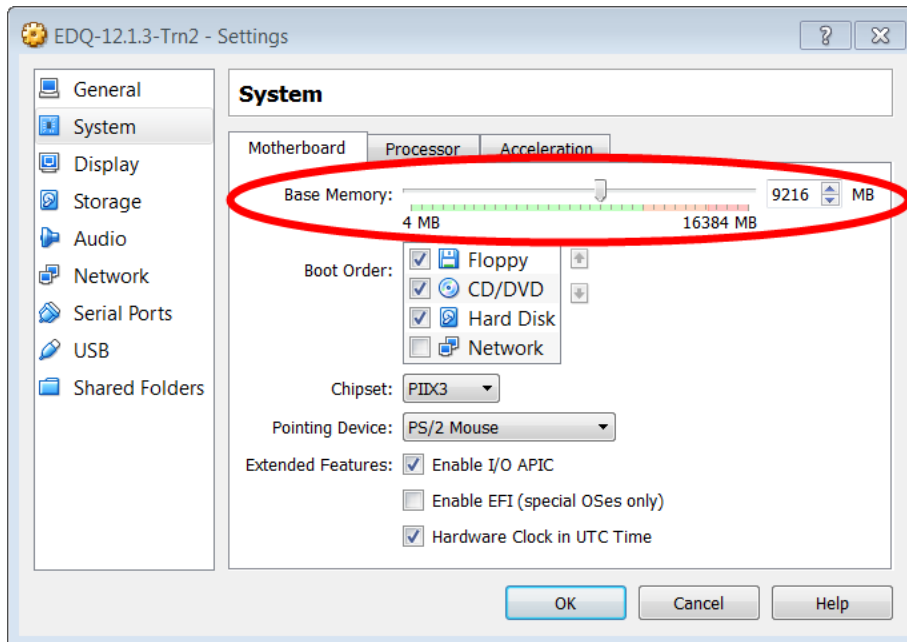 EDQ-12.1.3-Trn2 - Settings
General
System
Display
Storage
Audio
Network
Serial Ports
USB
Shared Folders
System
Motherboard Processor Acceleration
Base Memory: 9216 MB
4 MB 16384 MB
Boot Order: Floppy
CD/DVD
Hard Disk
Network
Chipset: PIIX3
Pointing Device: PS/2 Mouse
Extended Features: Enable I/O APIC
Enable EFI (special OSes only)
Hardware Clock in UTC Time
OK Cancel Help